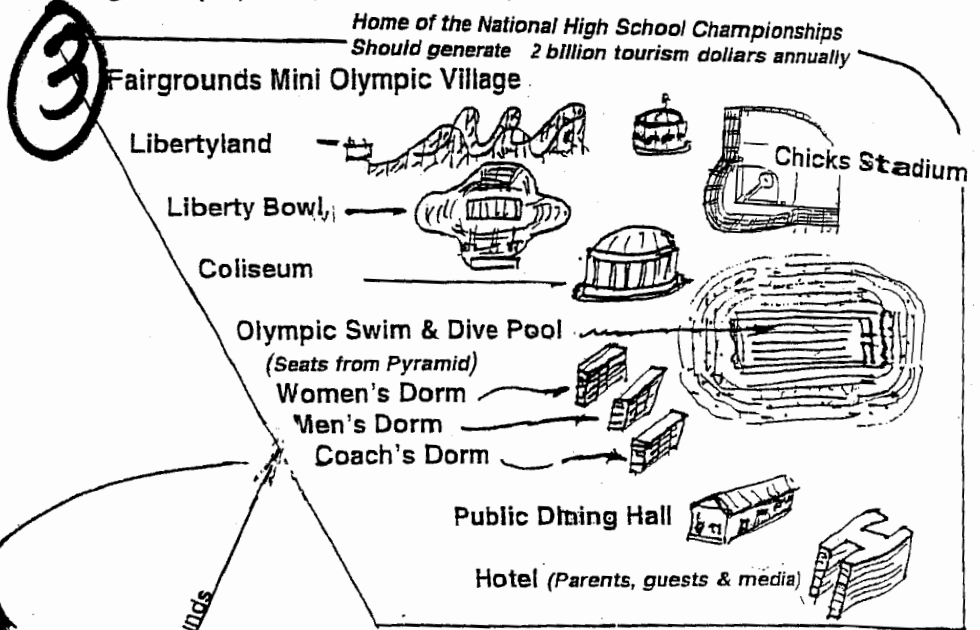 Home of the National High School Championships
Should generate 2 billion tourism dollars annually
3
Fairgrounds Mini Olympic Village
Libertyland
Chicks Stadium
Liberty Bowl
Coliseum
Olympic Swim & Dive Pool
(Seats from Pyramid)
Women's Dorm
Men's Dorm
Coach's Dorm
Public Dining Hall
Hotel (Parents, guests & media)